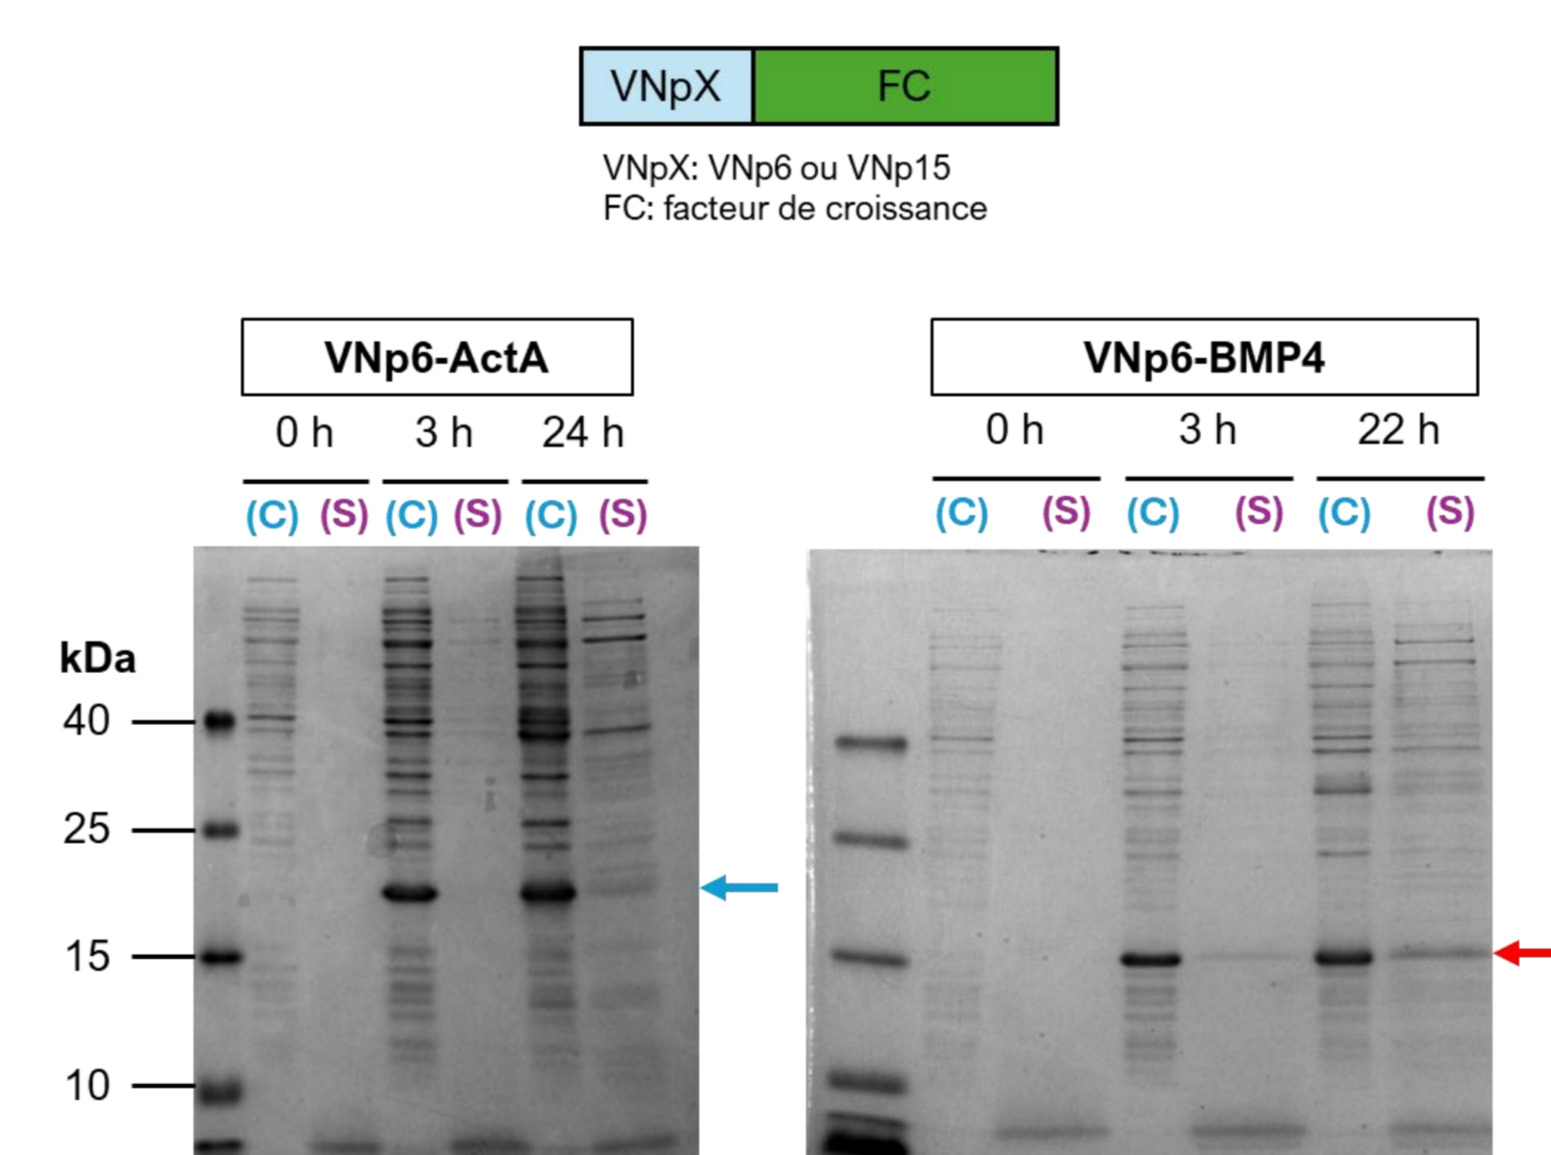 VNpX FC
VNpX: VNp6 ou VNp15
FC: facteur de croissance
VNp6-ActA VNp6-BMP4
0 h 3 h 24 h 0 h 3 h 22 h
(C) (S) (C) (S) (C) (S) (C) (S) (C) (S) (C) (S)
kDa
40
25
15
10